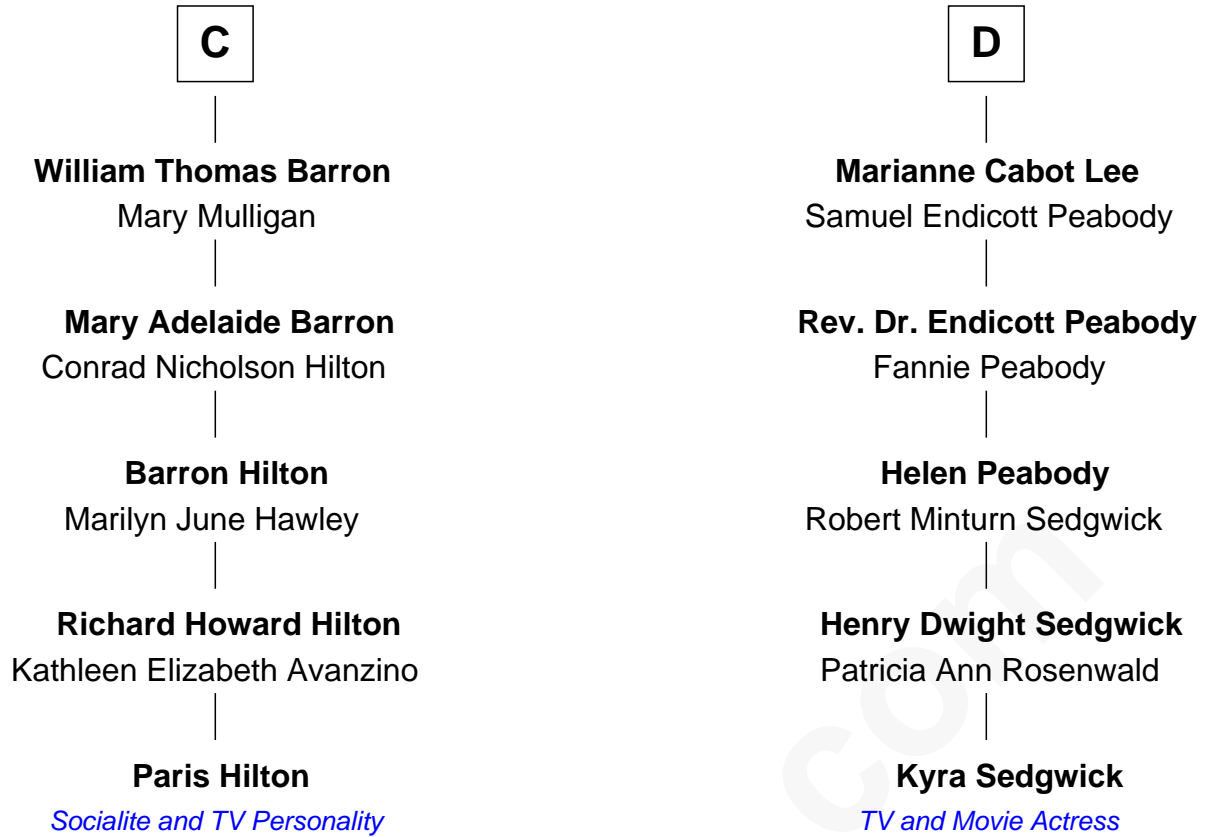 C
William Thomas Barron
Mary Mulligan
Mary Adelaide Barron
Conrad Nicholson Hilton
Barron Hilton
Marilyn June Hawley
Richard Howard Hilton
Kathleen Elizabeth Avanzino
Paris Hilton
Socialite and TV Personality
D
Marianne Cabot Lee
Samuel Endicott Peabody
Rev. Dr. Endicott Peabody
Fannie Peabody
Helen Peabody
Robert Minturn Sedgwick
Henry Dwight Sedgwick
Patricia Ann Rosenwald
Kyra Sedgwick
TV and Movie Actress
com